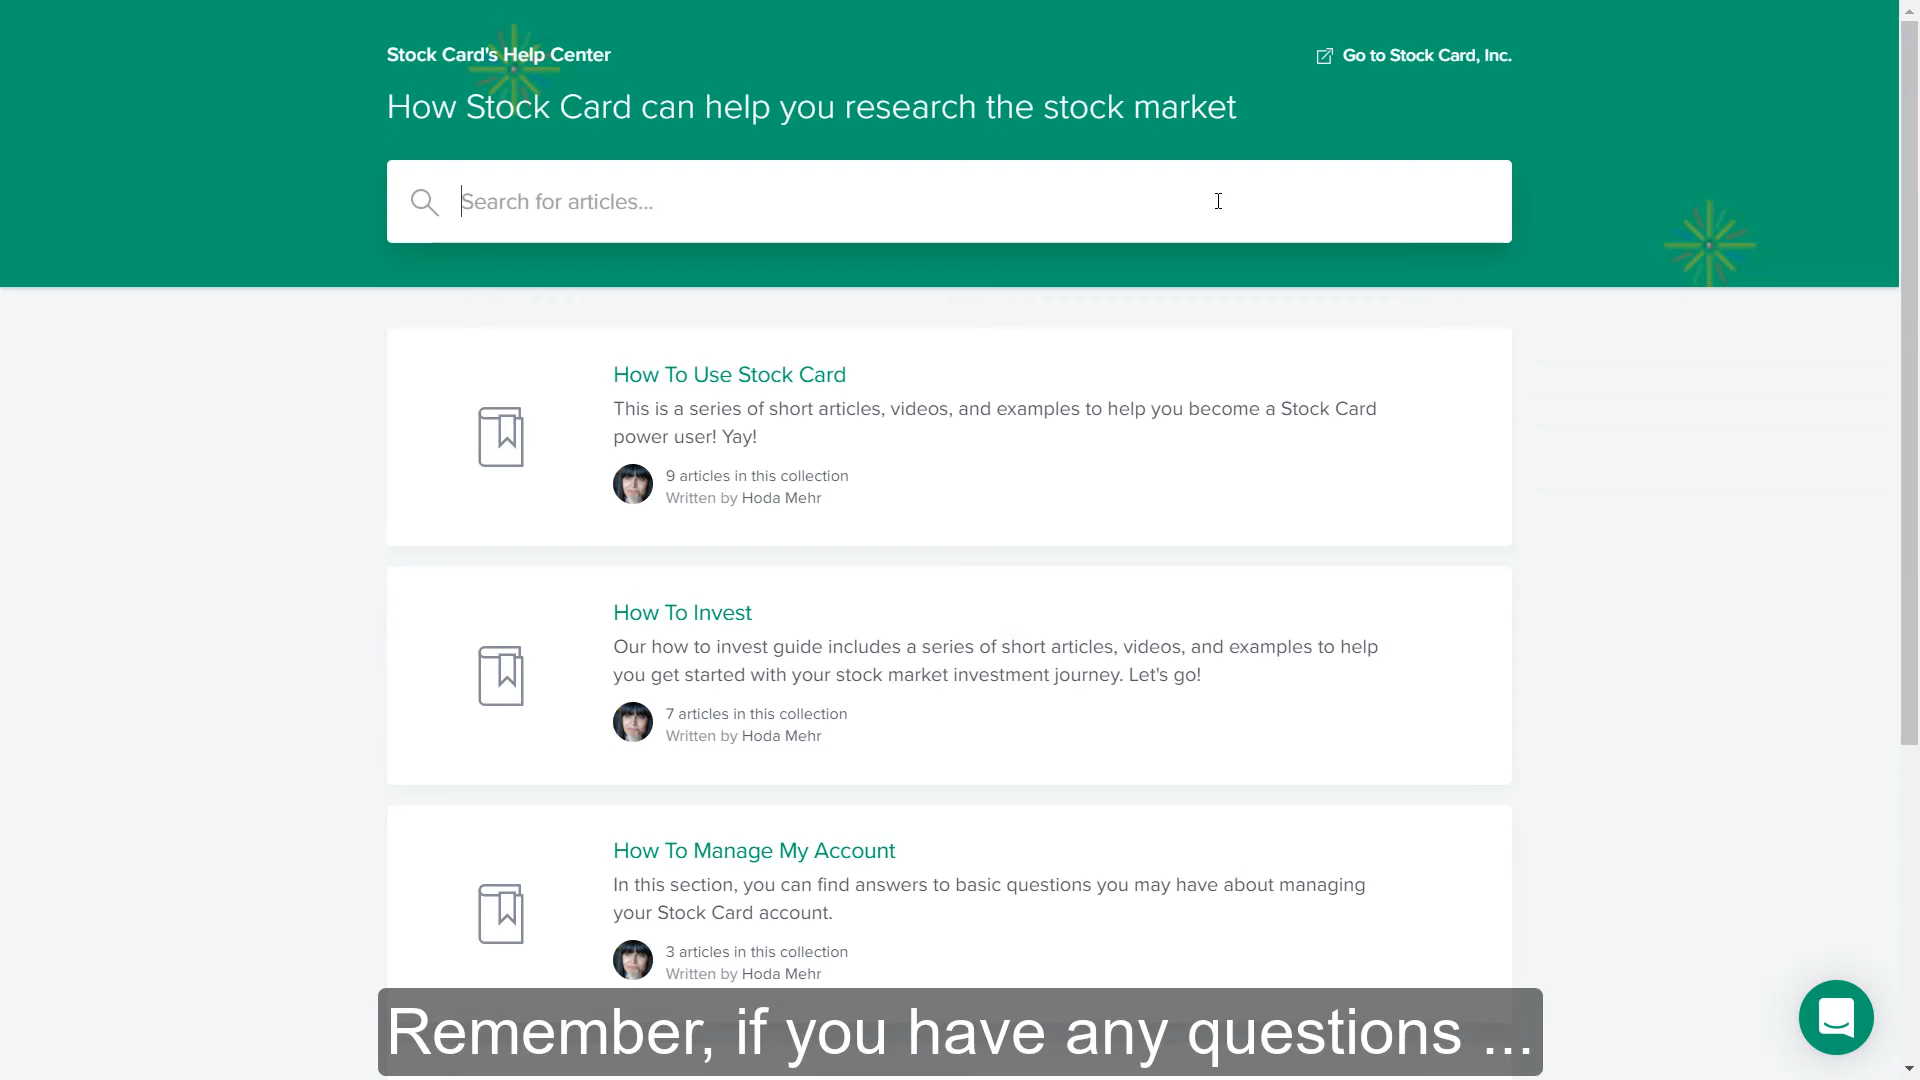 Stock Card's Help Center
Go to Stock Card, Inc.
How Stock Card can help you research the stock market
Search for articles...
How To Use Stock Card
This is a series of short articles, videos, and examples to help you become a Stock Card
power user! Yay!
9 articles in this collection
Written by Hoda Mehr
How To Invest
Our how to invest guide includes a series of short articles, videos, and examples to help
you get started with your stock market investment journey. Let's go!
7 articles in this collection
Written by Hoda Mehr
How To Manage My Account
In this section, you can find answers to basic questions you may have about managing
your Stock Card account.
3 articles in this collection
Written by Hoda Mehr
Remember, if you have any questions ...